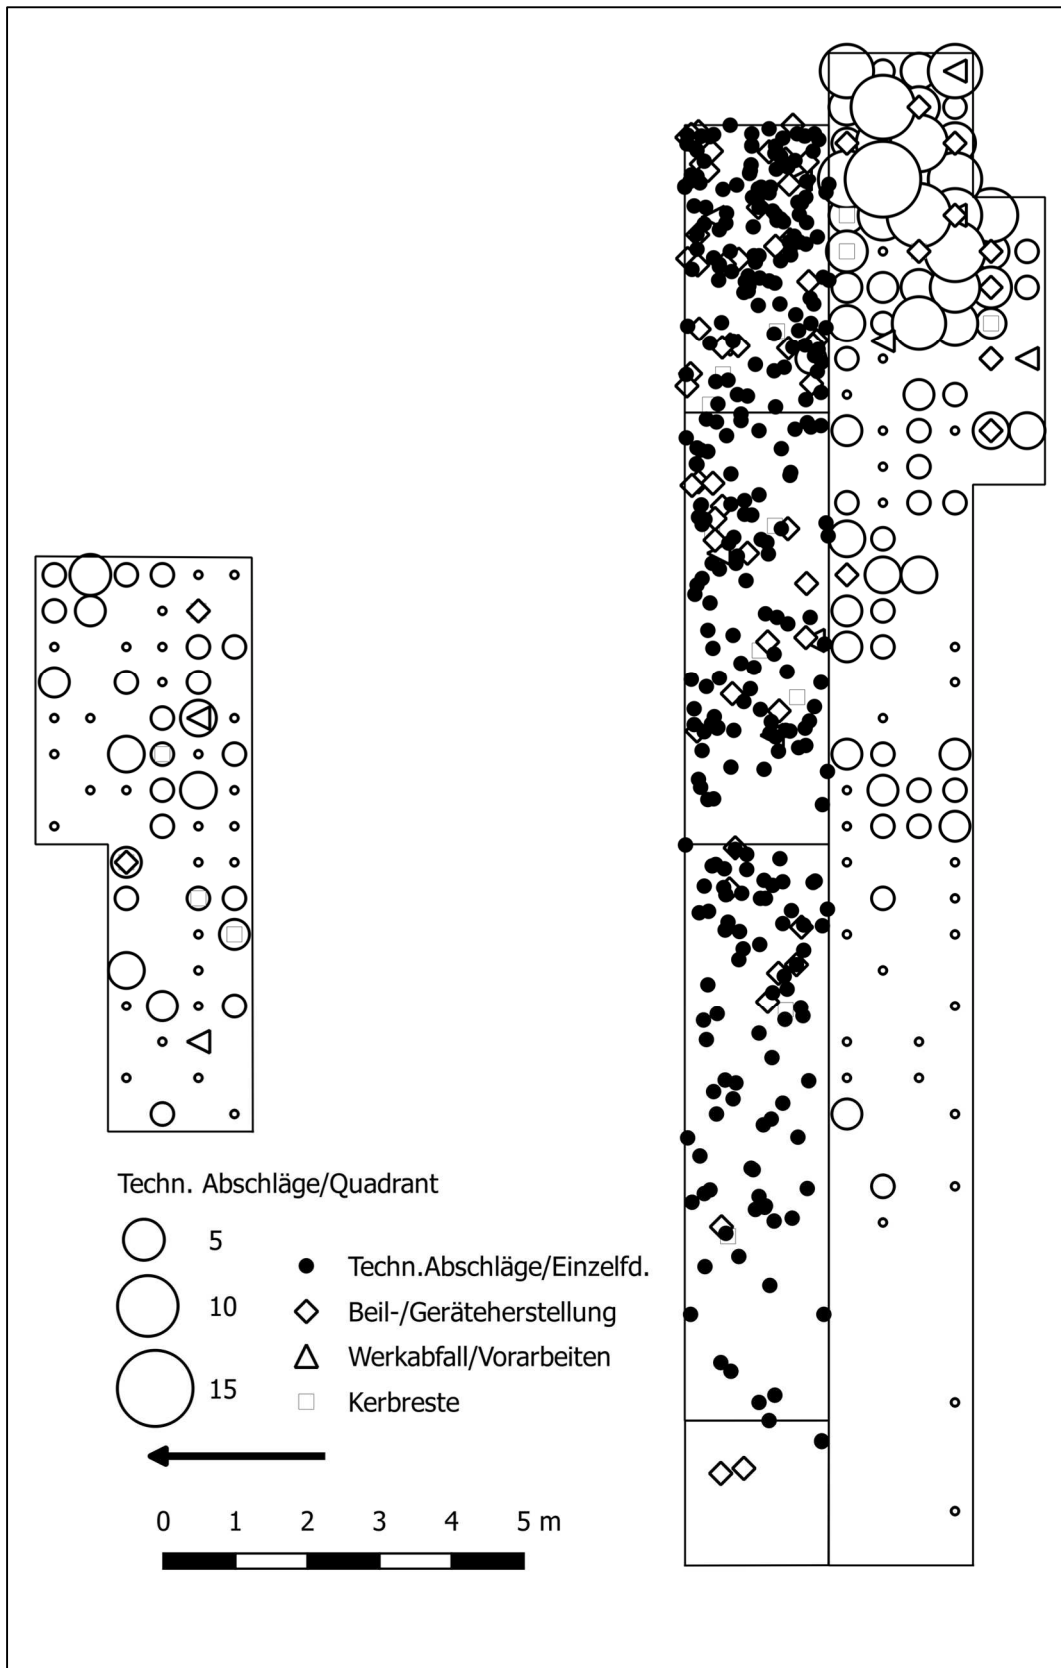 Techn. Abschläge/Quadrant
5
10
15
Techn.Abschläge/Einzelfd.
Beil-/Geräteherstellung
Werkabfall/Vorarbeiten
Kerbreste
0 1 2 3 4 5 m